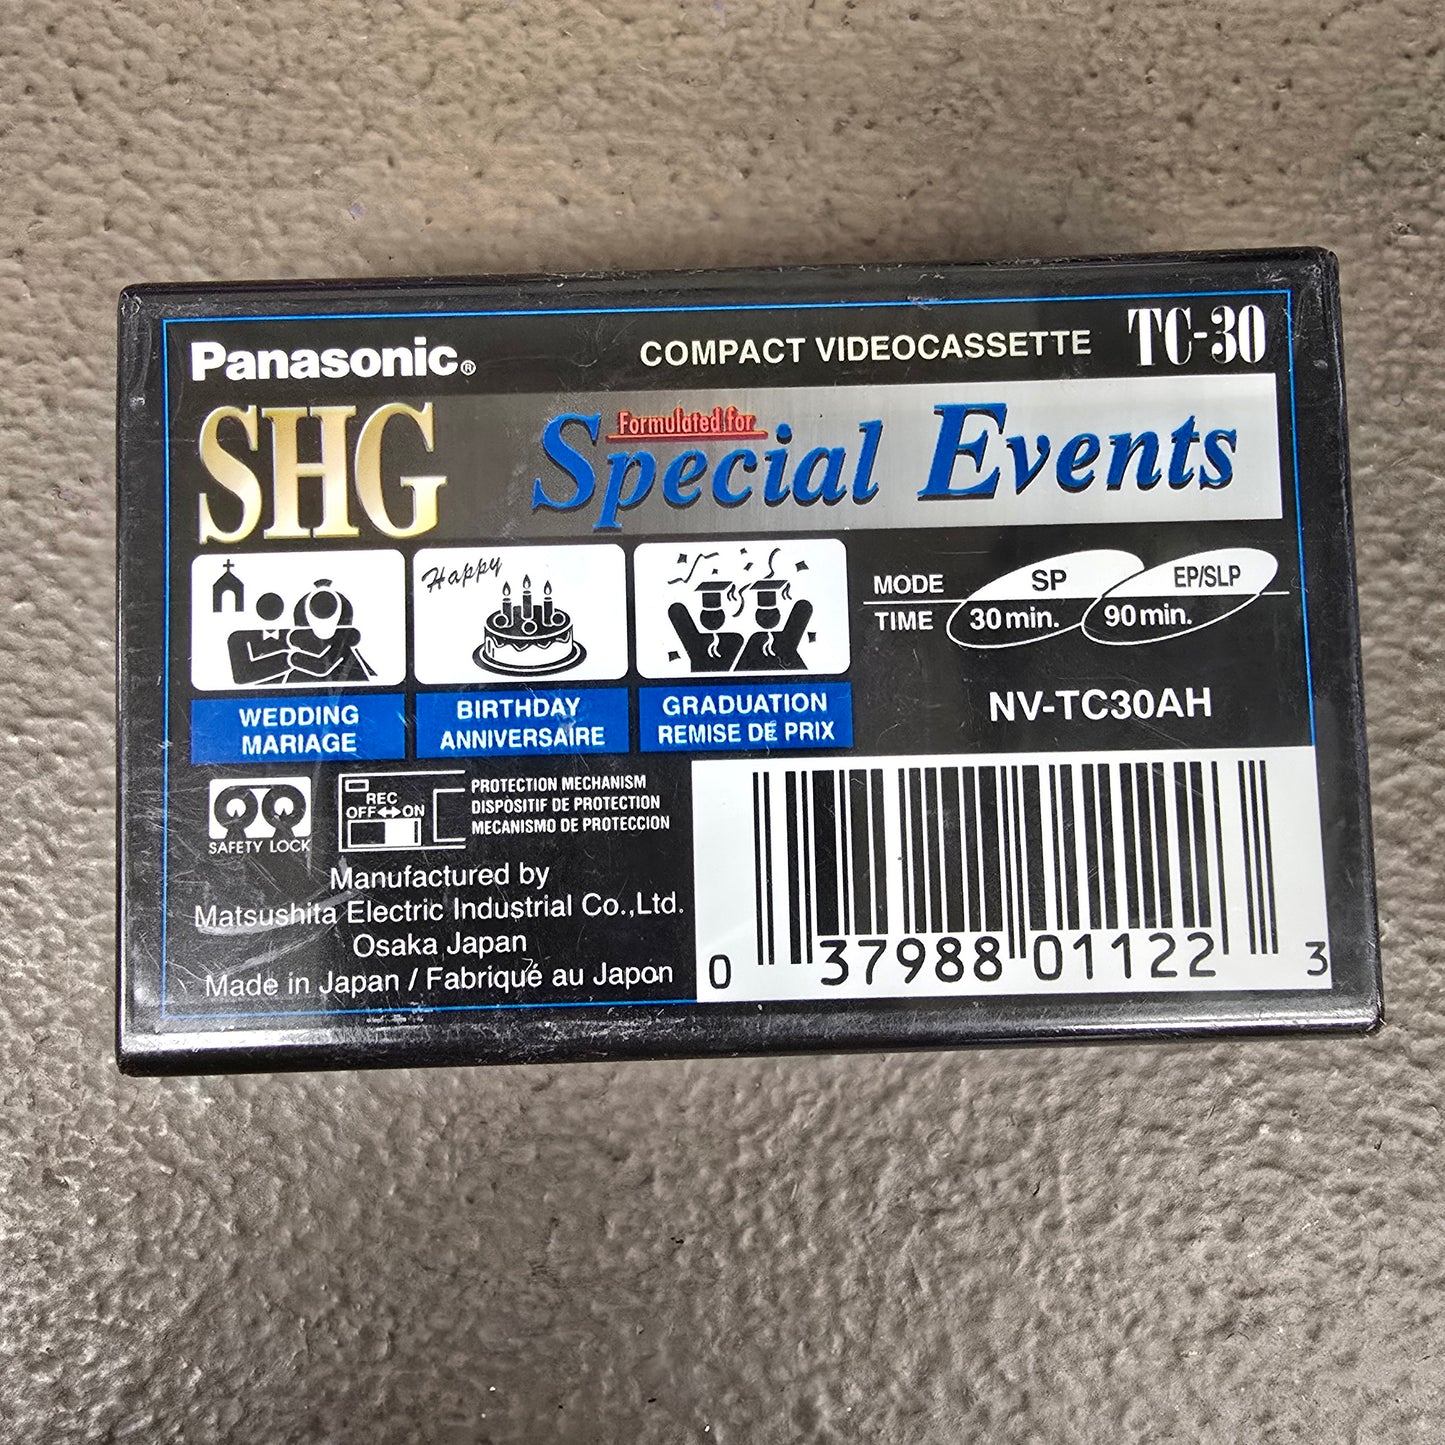 Panasonic®
COMPACT VIDEOCASSETTE TC-30
SHG
Formulated for
Special Events
Happy
MODE SP EP/SLP
TIME 30 min. 90 min.
WEDDING
MARIAGE
BIRTHDAY
ANNIVERSAIRE
GRADUATION
REMISE DE PRIX
NV-TC30AH
SAFETY LOCK
REC
OFF↔ON
PROTECTION MECHANISM
DISPOSITIF DE PROTECTION
MECANISMO DE PROTECCION
Manufactured by
Matsushita Electric Industrial Co.,Ltd.
Osaka Japan
Made in Japan / Fabriqué au Japon
0 37988 01122 3